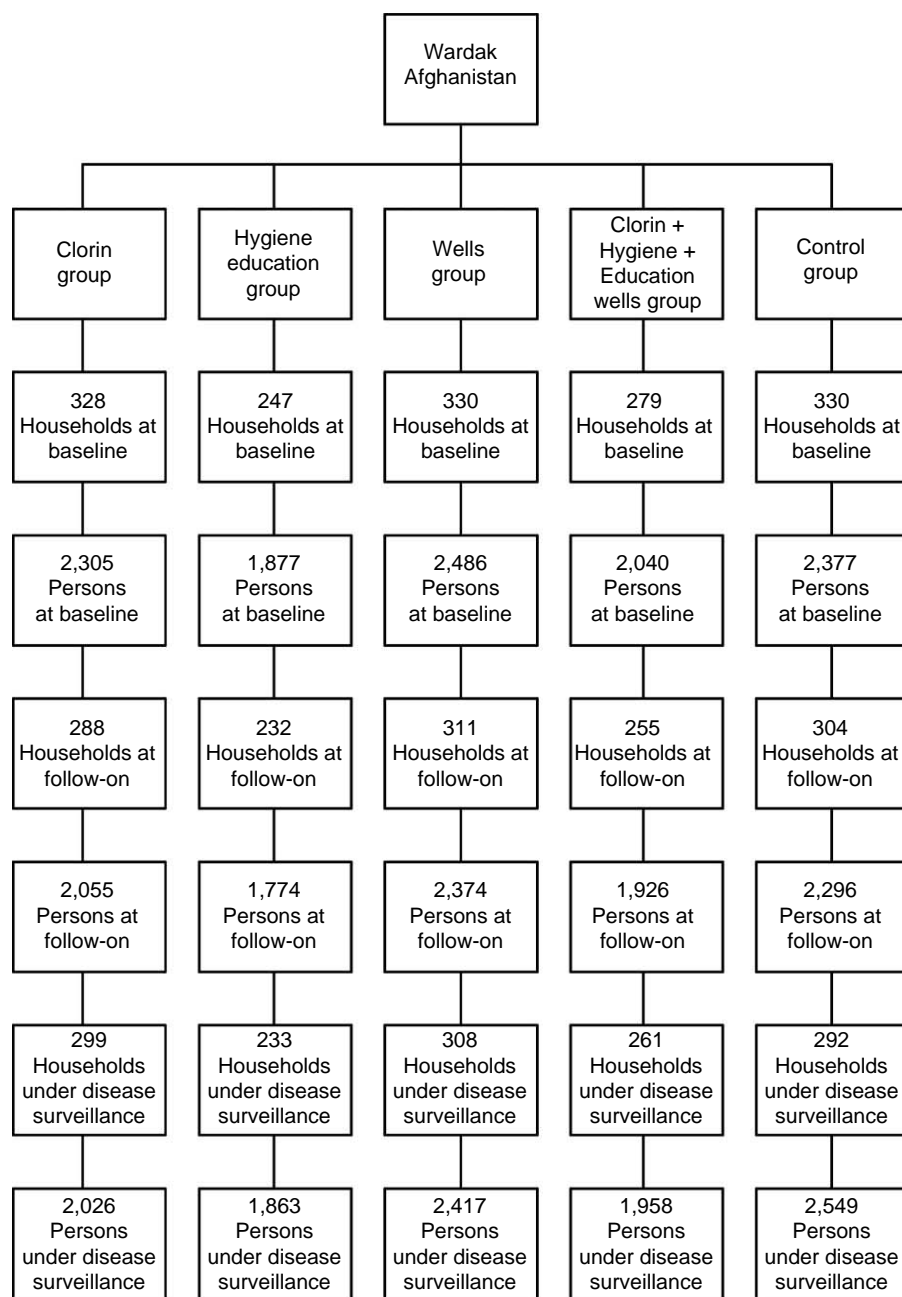 Wardak
Afghanistan
Clorin
group
Hygiene
education
group
Wells
group
Clorin +
Hygiene +
Education
wells group
Control
group
328
Households at
baseline
247
Households at
baseline
330
Households at
baseline
279
Households at
baseline
330
Households at
baseline
2,305
Persons
at baseline
1,877
Persons
at baseline
2,486
Persons
at baseline
2,040
Persons
at baseline
2,377
Persons
at baseline
288
Households at
follow-on
232
Households at
follow-on
311
Households at
follow-on
255
Households at
follow-on
304
Households at
follow-on
2,055
Persons at
follow-on
1,774
Persons at
follow-on
2,374
Persons at
follow-on
1,926
Persons at
follow-on
2,296
Persons at
follow-on
299
Households
under disease
surveillance
233
Households
under disease
surveillance
308
Households
under disease
surveillance
261
Households
under disease
surveillance
292
Households
under disease
surveillance
2,026
Persons
under disease
surveillance
1,863
Persons
under disease
surveillance
2,417
Persons
under disease
surveillance
1,958
Persons
under disease
surveillance
2,549
Persons
under disease
surveillance